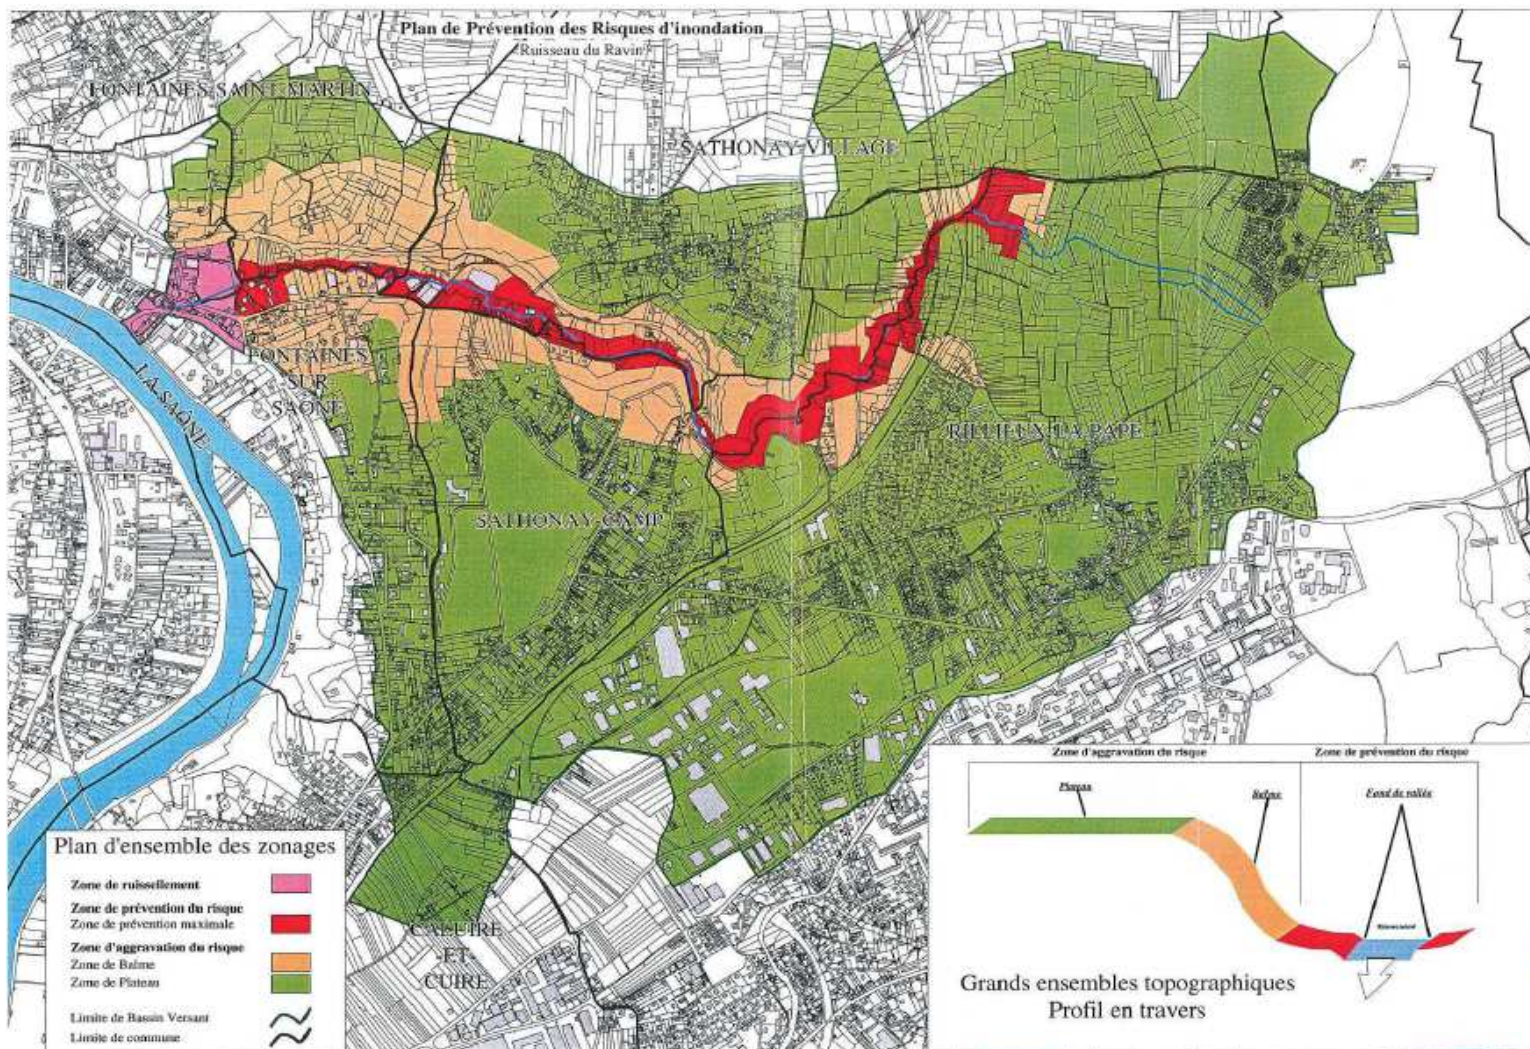 Plan de Prévention des Risques d'inondation
Ruisseau du Ravin
FONTAINES-SAINT-MARTIN
SATHONAY-VILLAGE
FONTAINES
SUR
SAÔNE
LA SAÔNE
RILLIEUX-LA-PAPE
SATHONAY-CAMP
CALUIRE
-ET-
CUIRE
Plan d'ensemble des zonages
Zone de ruissellement
Zone de prévention du risque
Zone de prévention maximale
Zone d'aggravation du risque
Zone de Balme
Zone de Plateau
Limite de Bassin Versant
Limite de commune
Zone d'aggravation du risque
Zone de prévention du risque
Plateau
Balme
Fond de vallée
Grands ensembles topographiques
Profil en travers